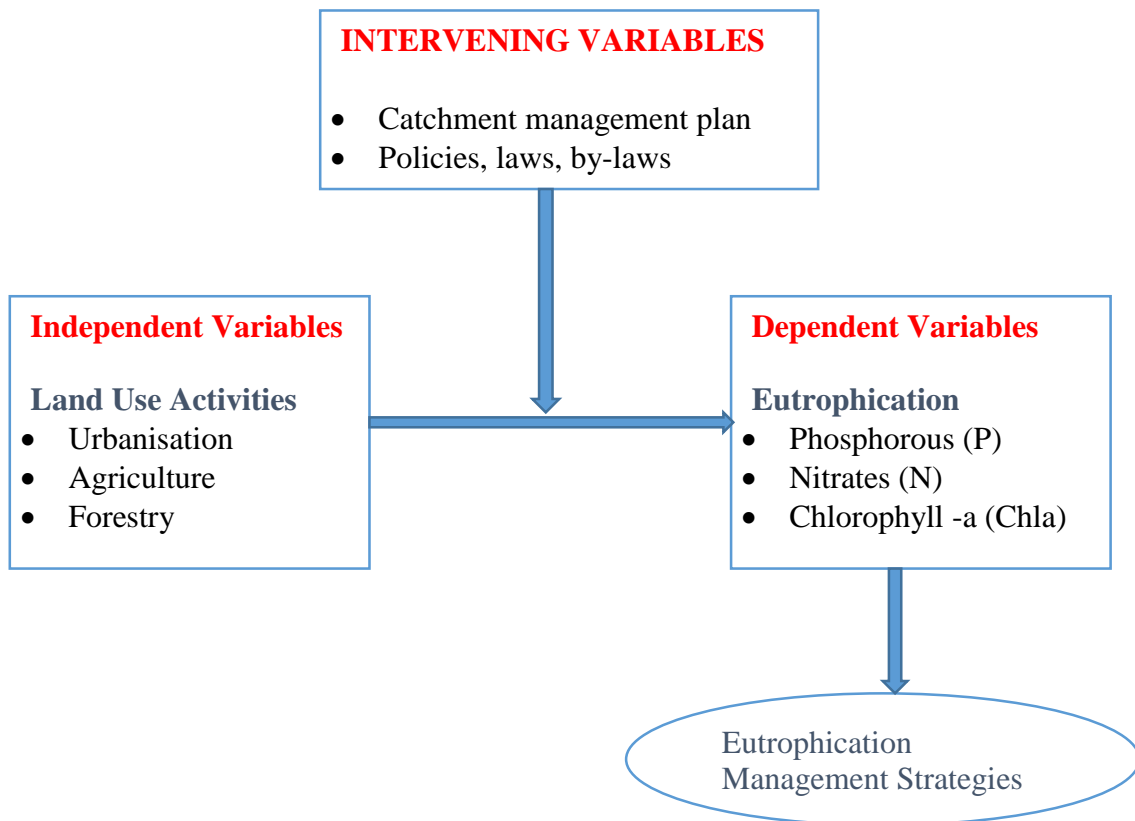 INTERVENING VARIABLES
• Catchment management plan
• Policies, laws, by-laws
Independent Variables
Land Use Activities
• Urbanisation
• Agriculture
• Forestry
Dependent Variables
Eutrophication
• Phosphorous (P)
• Nitrates (N)
• Chlorophyll -a (Chla)
Eutrophication
Management Strategies